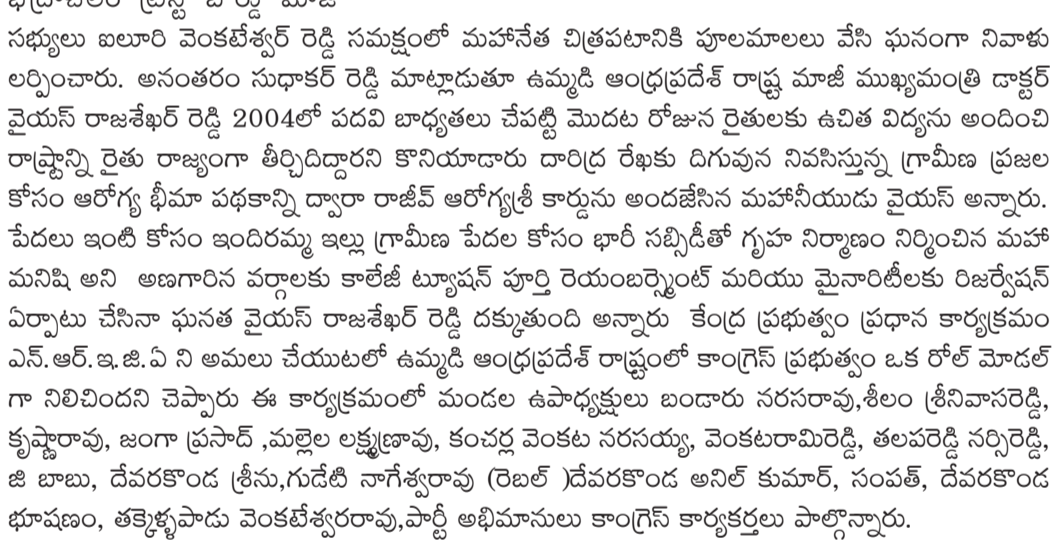 భద్రాచలం ట్రస్ట్ బోర్డు మాజీ
సభ్యులు ఐలూరి వెంకటేశ్వర్ రెడ్డి సమక్షంలో మహానేత చిత్రపటానికి పూలమాలలు వేసి ఘనంగా నివాళు
లర్పించారు. అనంతరం సుధాకర్ రెడ్డి మాట్లాడుతూ ఉమ్మడి ఆంధ్రప్రదేశ్ రాష్ట్ర మాజీ ముఖ్యమంత్రి డాక్టర్
వైయస్ రాజశేఖర్ రెడ్డి 2004లో పదవి బాధ్యతలు చేపట్టి మొదట రోజున రైతులకు ఉచిత విద్యను అందించి
రాష్ట్రాన్ని రైతు రాజ్యంగా తీర్చిదిద్దారని కొనియాడారు దారిద్ర రేఖకు దిగువున నివసిస్తున్న గ్రామీణ ప్రజల
కోసం ఆరోగ్య భీమా పథకాన్ని ద్వారా రాజీవ్ ఆరోగ్యశ్రీ కార్డును అందజేసిన మహనీయుడు వైయస్ అన్నారు.
పేదలు ఇంటి కోసం ఇందిరమ్మ ఇల్లు గ్రామీణ పేదల కోసం భారీ సబ్సిడీతో గృహ నిర్మాణం నిర్మించిన మహా
మనిషి అని అణగారిన వర్గాలకు కాలేజీ ట్యూషన్ పూర్తి రెయంబర్స్మెంట్ మరియు మైనారిటీలకు రిజర్వేషన్
ఏర్పాటు చేసినా ఘనత వైయస్ రాజశేఖర్ రెడ్డి దక్కుతుంది అన్నారు కేంద్ర ప్రభుత్వం ప్రధాన కార్యక్రమం
ఎన్.ఆర్.ఇ.జి.ఏ ని అమలు చేయుటలో ఉమ్మడి ఆంధ్రప్రదేశ్ రాష్ట్రంలో కాంగ్రెస్ ప్రభుత్వం ఒక రోల్ మోడల్
గా నిలిచిందని చెప్పారు ఈ కార్యక్రమంలో మండల ఉపాధ్యక్షులు బండారు నరసరావు,శీలం శ్రీనివాసరెడ్డి,
కృష్ణారావు, జంగా ప్రసాద్ ,మల్లెల లక్ష్మణ్రావు, కంచర్ల వెంకట నరసయ్య, వెంకటరామిరెడ్డి, తలపరెడ్డి నర్సిరెడ్డి,
జి బాబు, దేవరకొండ శ్రీను,గుడేటి నాగేశ్వరావు (రెబల్ )దేవరకొండ అనిల్ కుమార్, సంపత్, దేవరకొండ
భూషణం, తక్కెళ్ళపాడు వెంకటేశ్వరరావు,పార్టీ అభిమానులు కాంగ్రెస్ కార్యకర్తలు పాల్గొన్నారు.